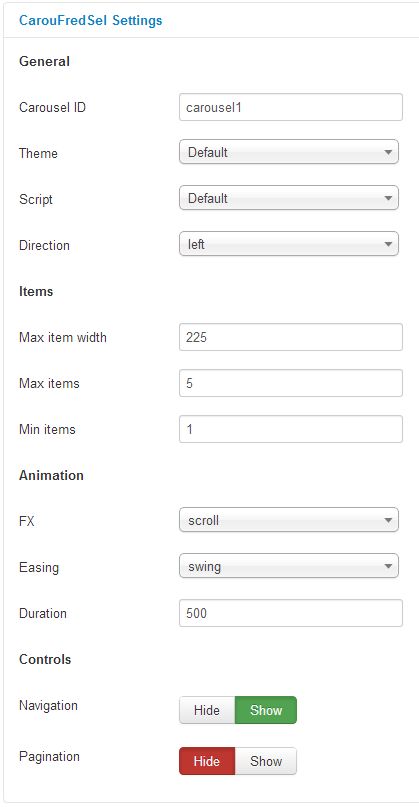 CarouFredSel Settings
General
Carousel ID carousel1
Theme Default
Script Default
Direction left
Items
Max item width 225
Max items 5
Min items 1
Animation
FX scroll
Easing swing
Duration 500
Controls
Navigation Hide Show
Pagination Hide Show